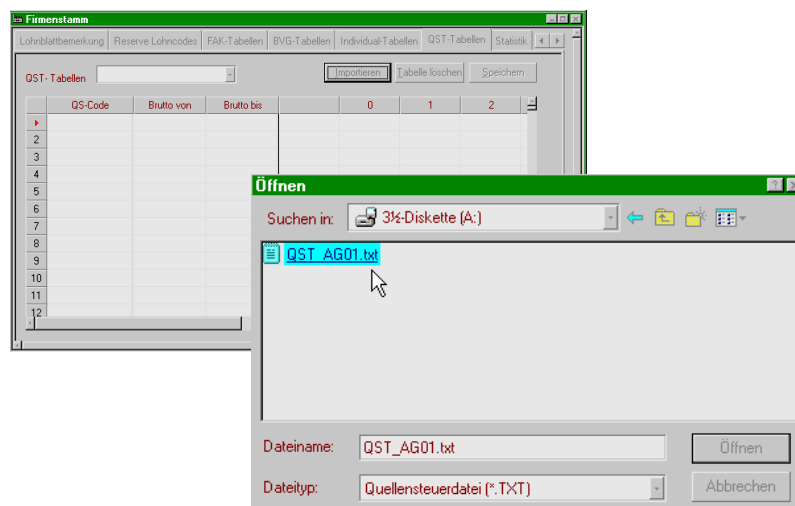 Firmenstamm
Lohnblattbemerkung Reserve Lohncodes FAK-Tabellen BVG-Tabellen Individual-Tabellen QST-Tabellen Statistik
QST- Tabellen Importieren Tabelle löschen Speichern
QS-Code Brutto von Brutto bis 0 1 2
2
3
4
5
6
7
8
9
10
11
12
Öffnen
Suchen in: 3½-Diskette (A:)
QST_AG01.txt
Dateiname: QST_AG01.txt Öffnen
Dateityp: Quellensteuerdatei (*.TXT) Abbrechen